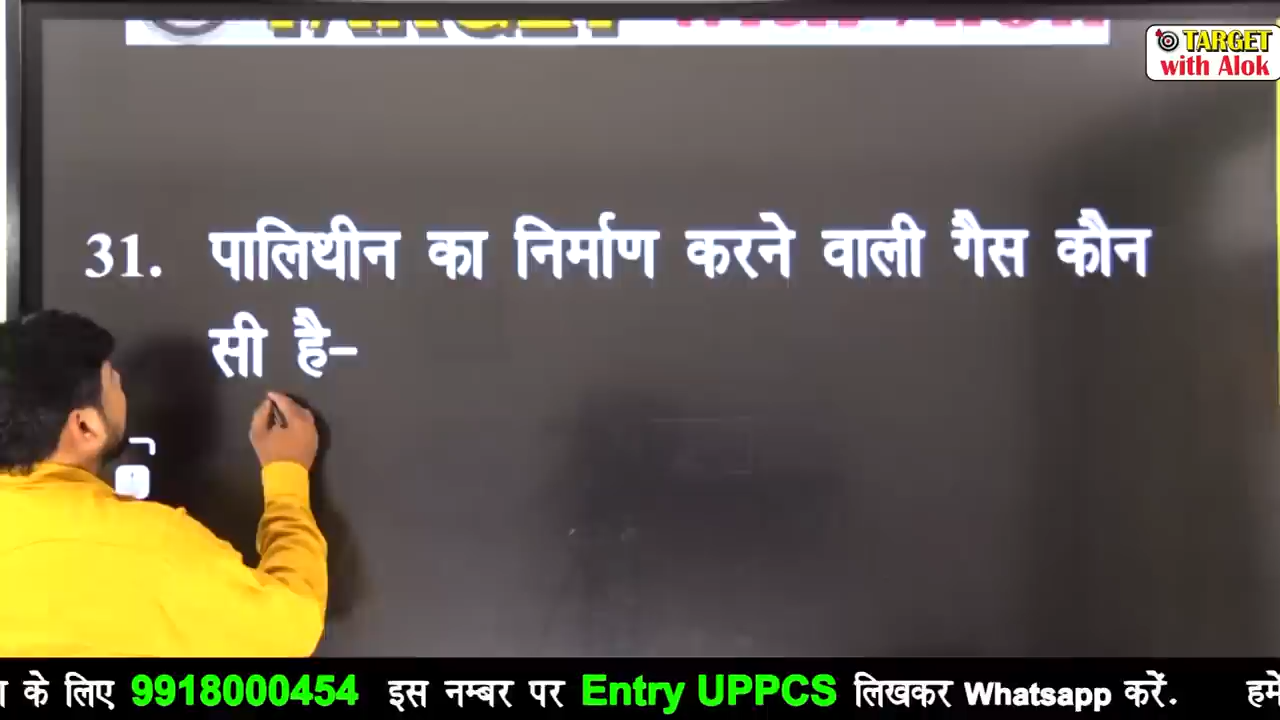 TARGET
with Alok
31. पालिथीन का निर्माण करने वाली गैस कौन
सी है-
के लिए 9918000454 इस नम्बर पर Entry UPPCS लिखकर Whatsapp करें.